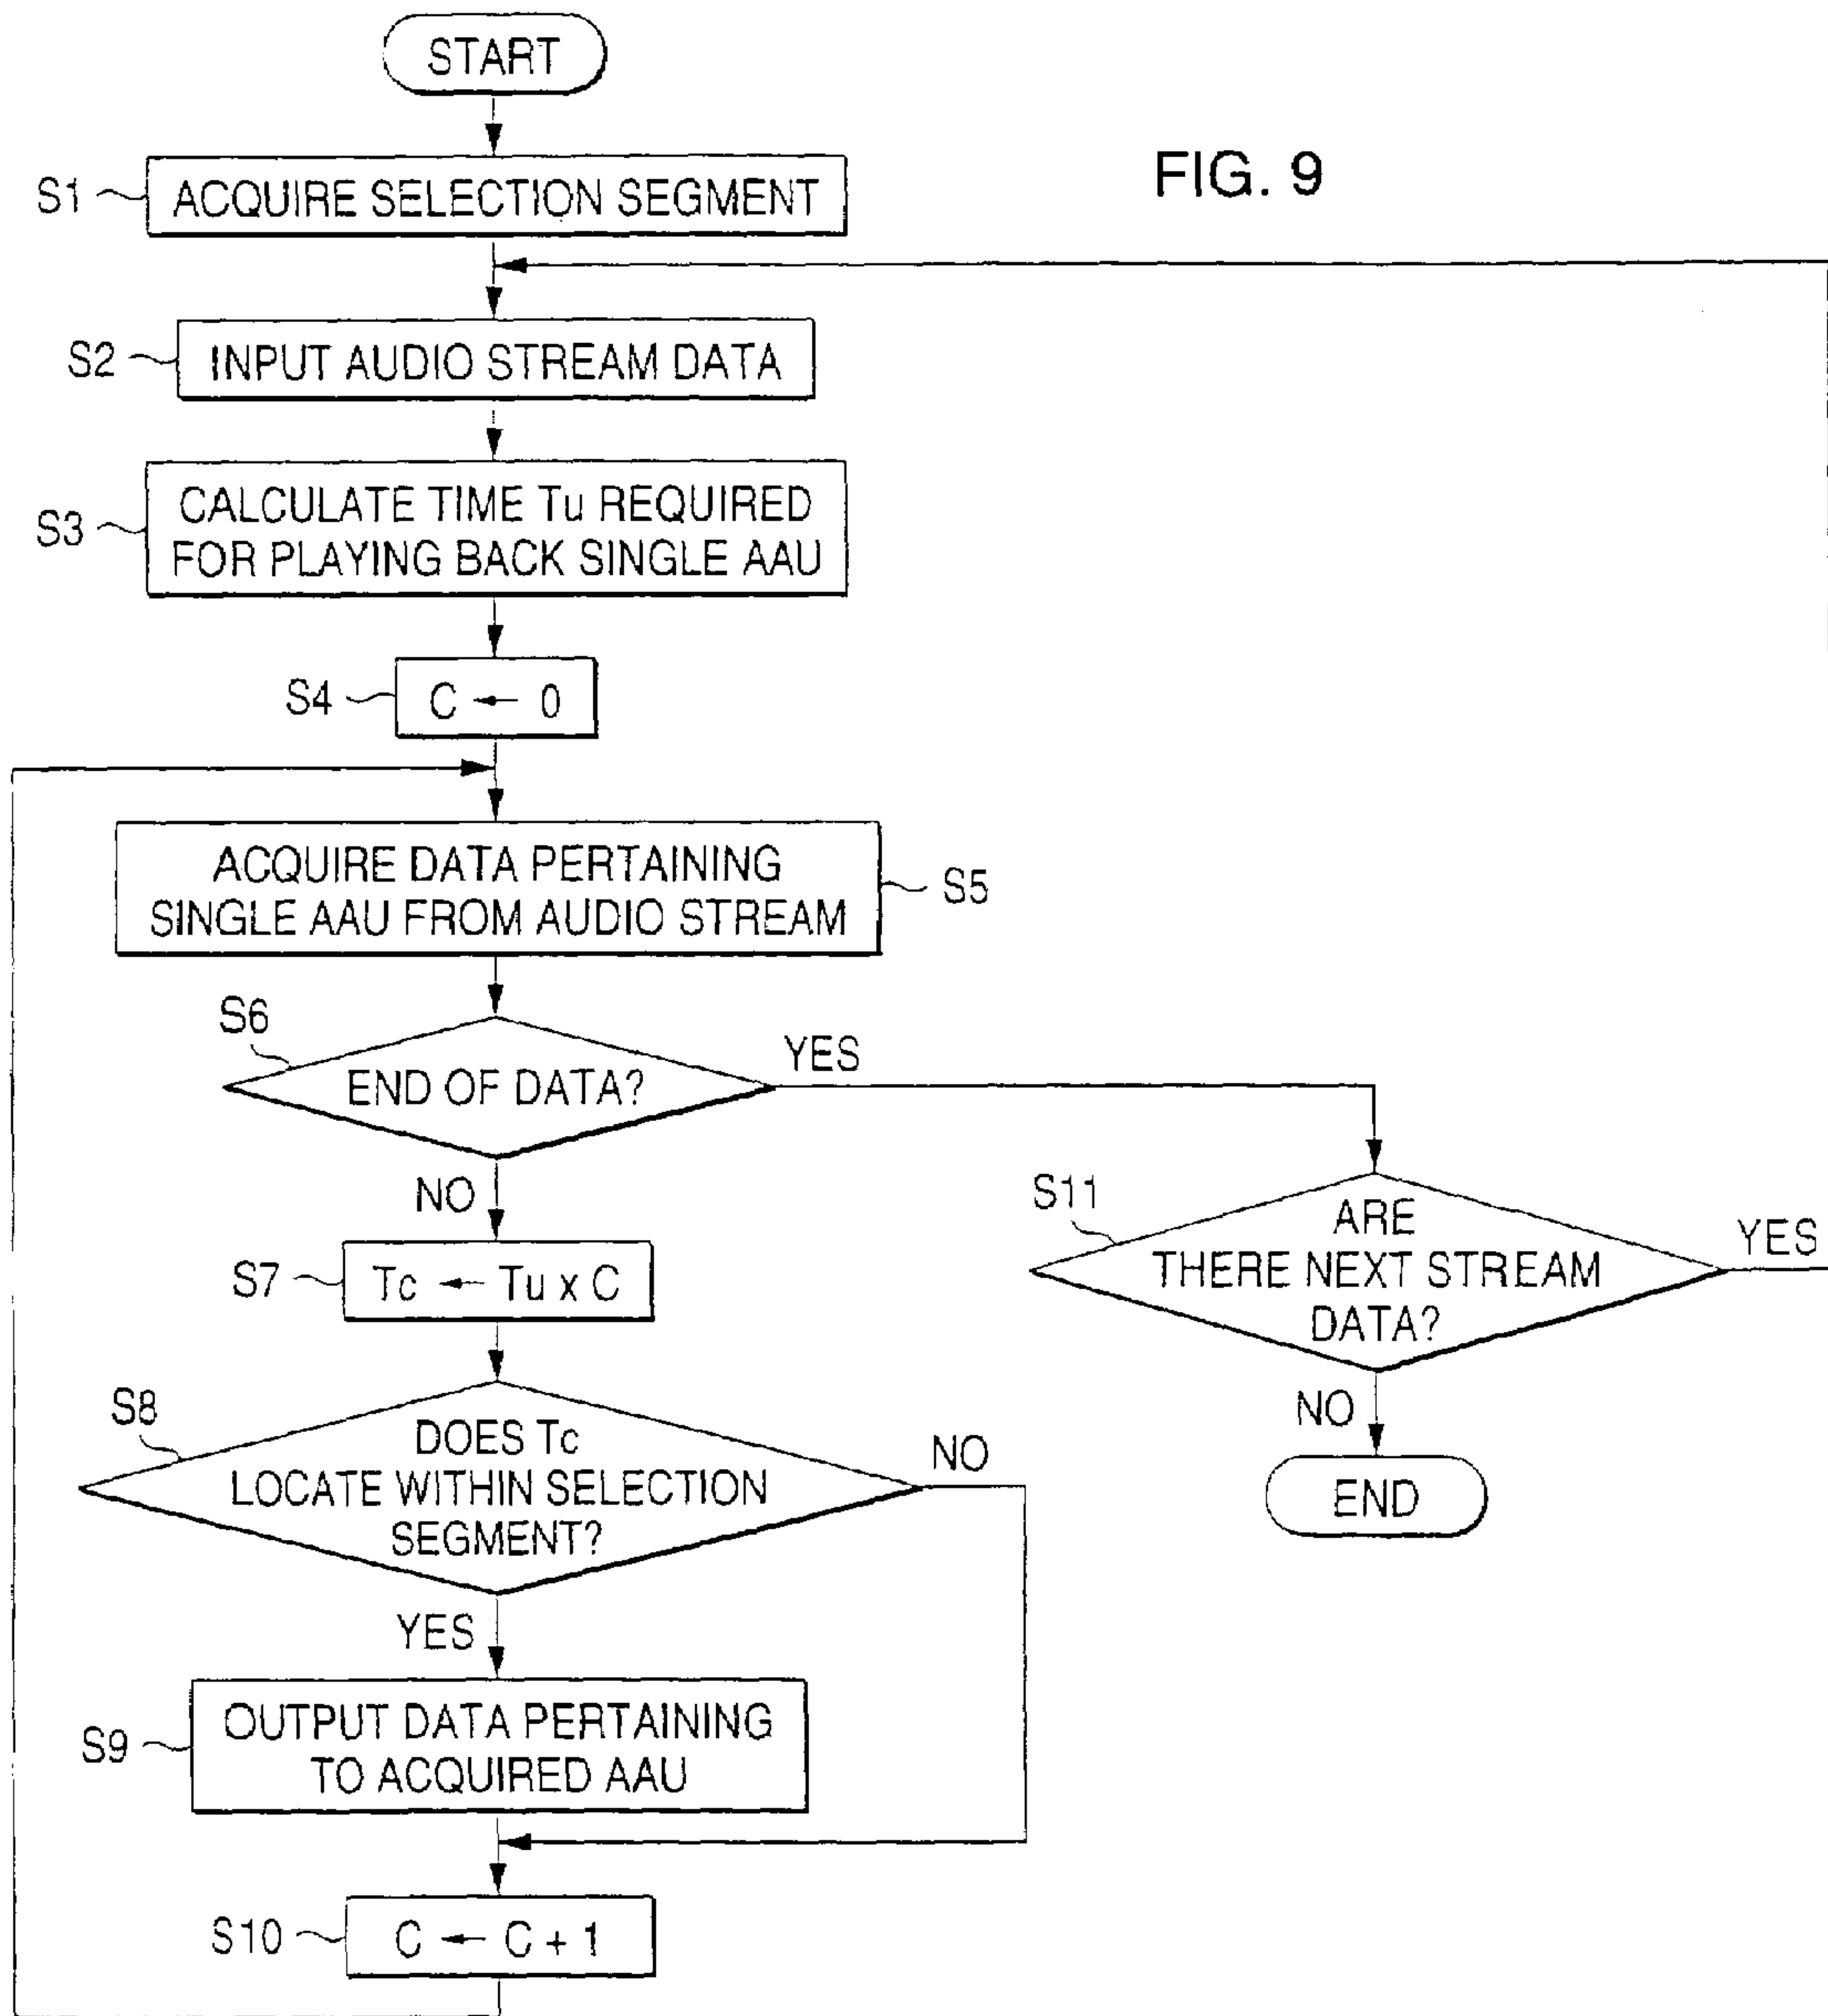 START
FIG. 9
S1
ACQUIRE SELECTION SEGMENT
S2
INPUT AUDIO STREAM DATA
S3
CALCULATE TIME Tu REQUIRED
FOR PLAYING BACK SINGLE AAU
S4
C ← 0
ACQUIRE DATA PERTAINING
SINGLE AAU FROM AUDIO STREAM
S5
S6
END OF DATA?
YES
NO
S7
Tc ← Tu x C
S11
ARE
THERE NEXT STREAM
DATA?
YES
NO
END
S8
DOES Tc
LOCATE WITHIN SELECTION
SEGMENT?
NO
YES
S9
OUTPUT DATA PERTAINING
TO ACQUIRED AAU
S10
C ← C + 1